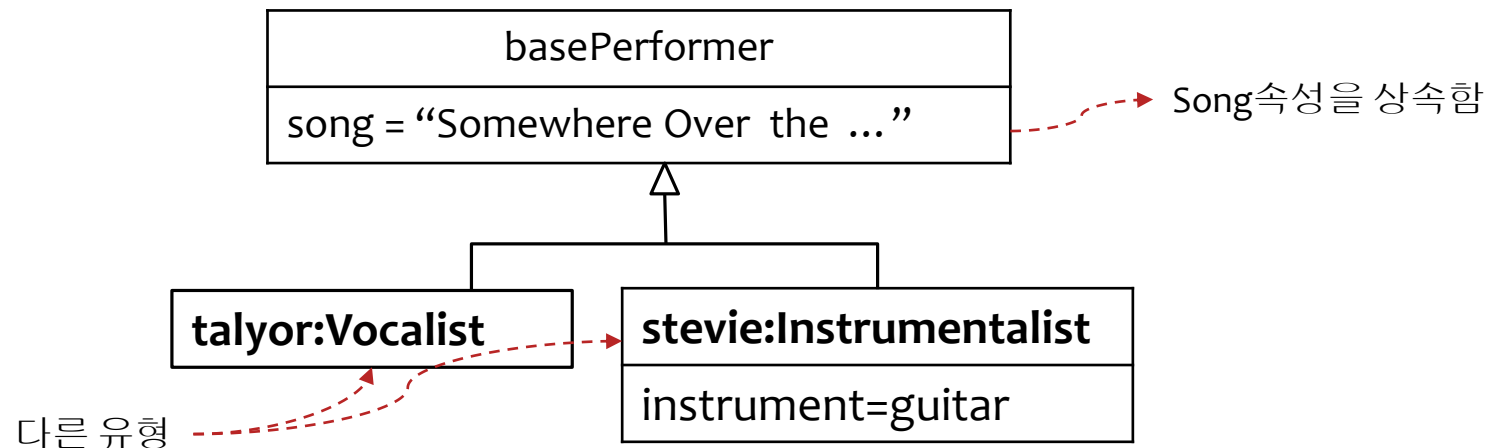 basePerformer
song = “Somewhere Over the ...”
Song속성을 상속함
talyor:Vocalist
stevie:Instrumentalist
instrument=guitar
다른 유형